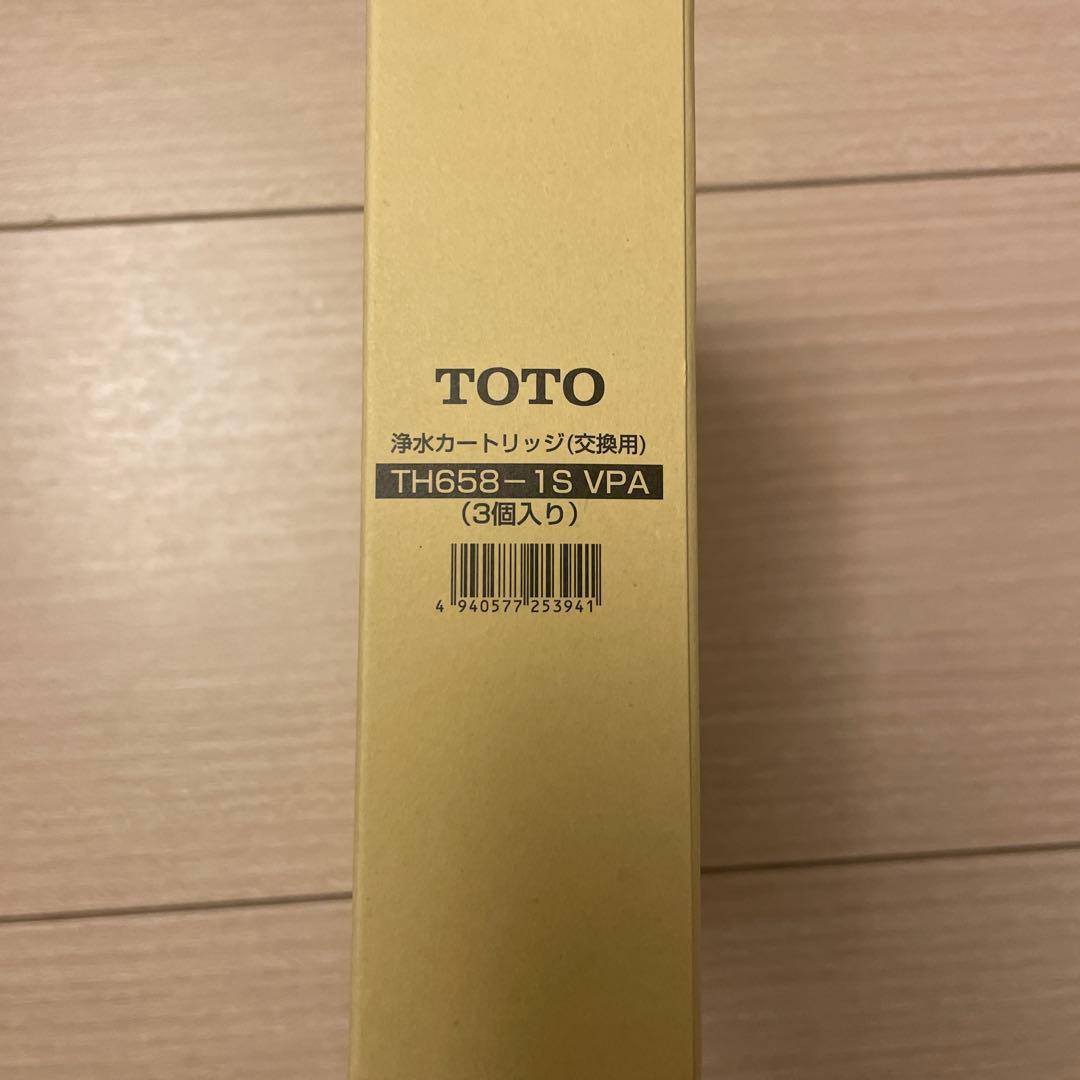 TOTO
浄水カートリッジ(交換用)
TH658-1S VPA
(3個入り)
4 940577 253941